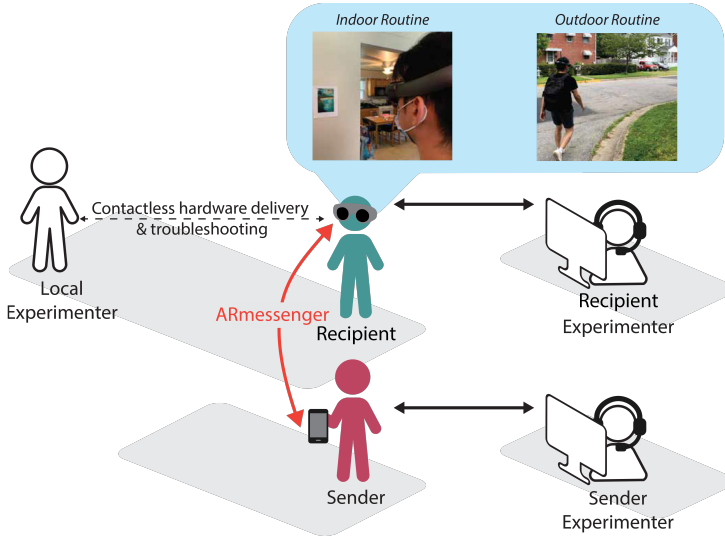 Indoor Routine
Outdoor Routine
Contactless hardware delivery
& troubleshooting
Local
Experimenter
ARmessenger
Recipient
Recipient
Experimenter
Sender
Sender
Experimenter